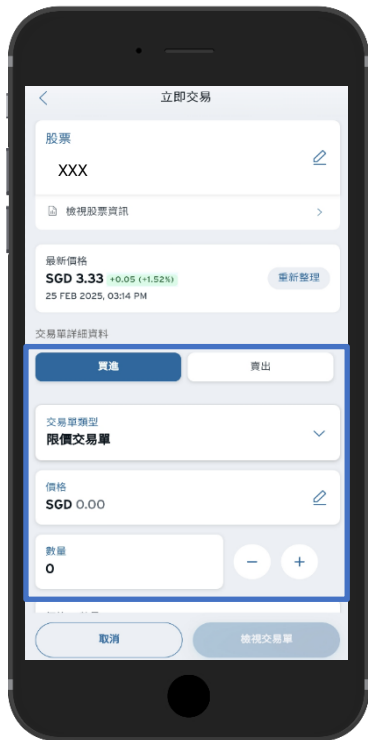 立即交易
股票
XXX
檢視股票資訊
最新價格
SGD 3.33 +0.05 (+1.52%)
重新整理
25 FEB 2025, 03:14 PM
交易單詳細資料
買進
賣出
交易單類型
限價交易單
價格
SGD 0.00
數量
0
取消
檢視交易單